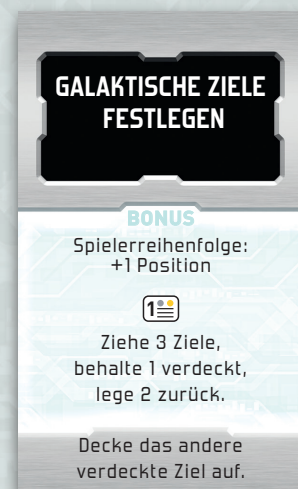 GALAKTISCHE ZIELE
FESTLEGEN
BONUS
Spielerreihenfolge:
+1 Position
1
Ziehe 3 Ziele,
behalte 1 verdeckt,
lege 2 zurück.
Decke das andere
verdeckte Ziel auf.